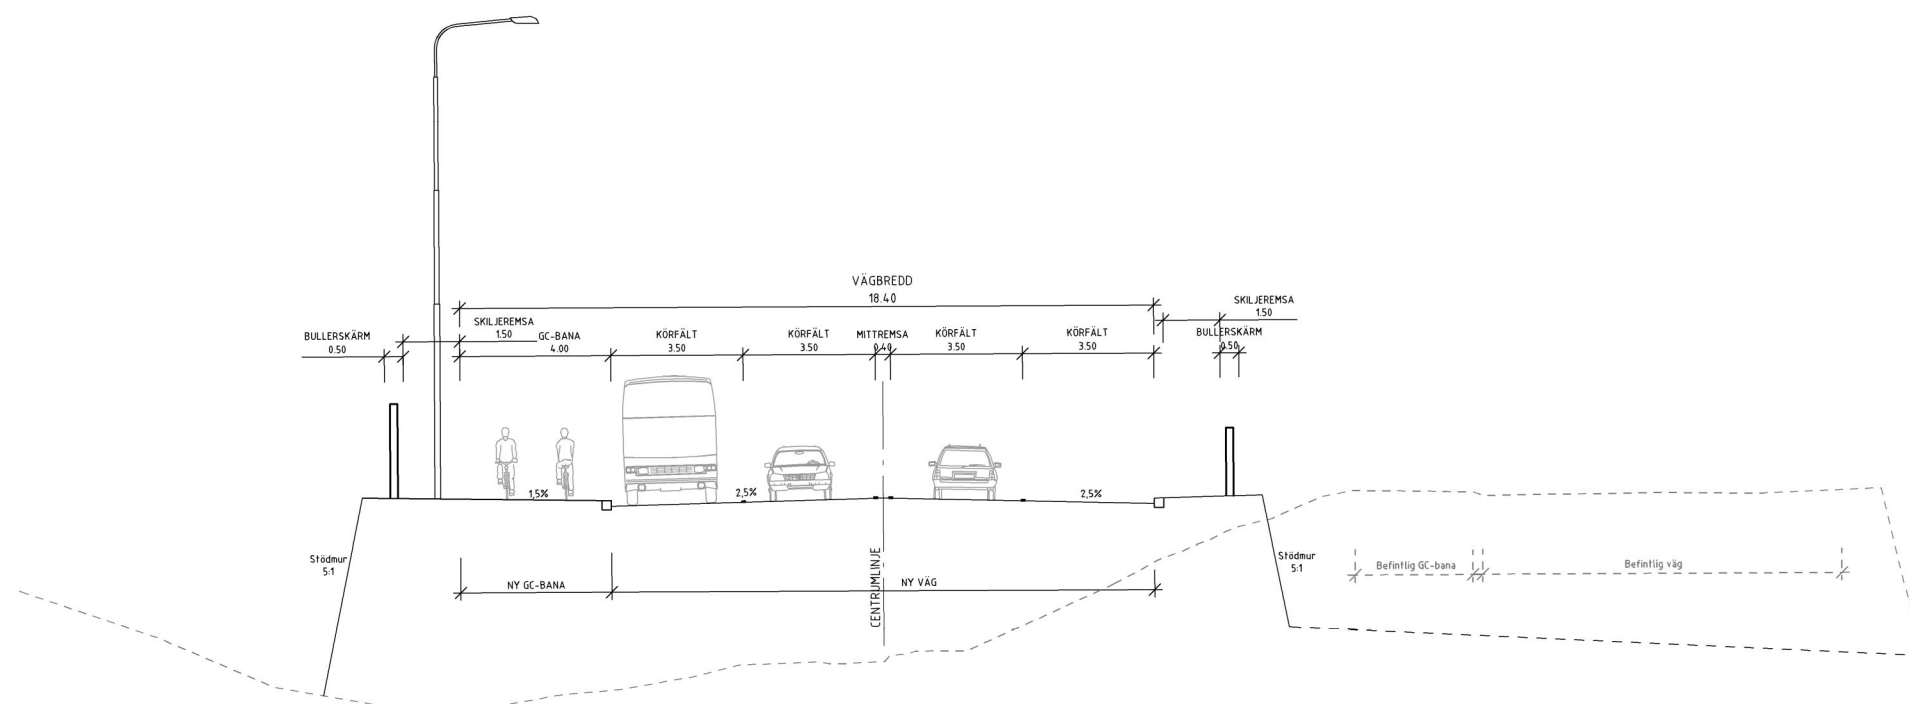 VÄGBREDD
18.40
SKILJEREMSA
1.50
SKILJEREMSA
1.50
BULLERSKÄRM
0.50
GC-BANA
4.00
KÖRFÄLT
3.50
KÖRFÄLT
3.50
MITTREMSA
0.40
KÖRFÄLT
3.50
KÖRFÄLT
3.50
BULLERSKÄRM
0.50
1,5%
2,5%
2,5%
Stödmur
5:1
NY GC-BANA
CENTRUMLINJE
NY VÄG
Stödmur
5:1
Befintlig GC-bana
Befintlig väg